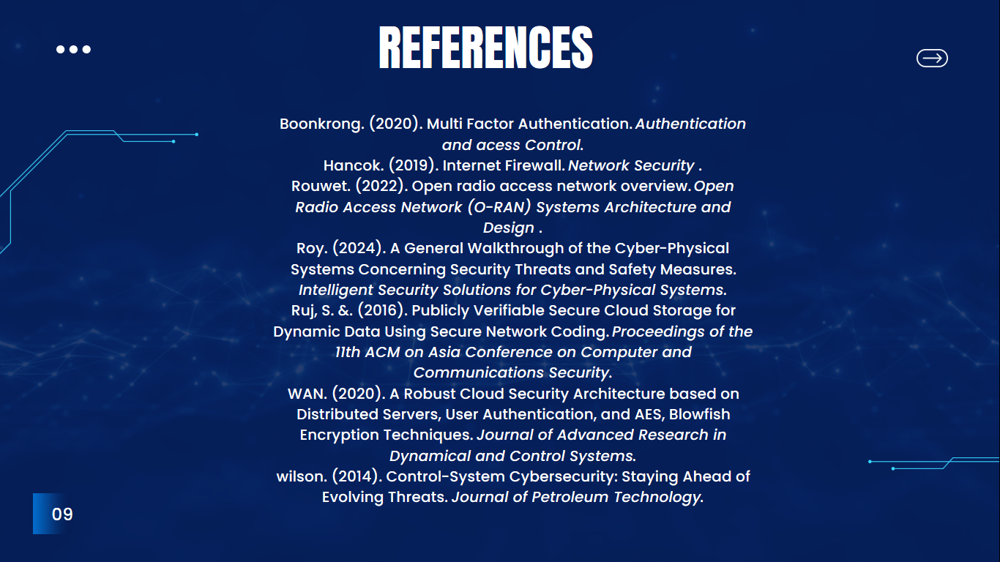 REFERENCES
Boonkrong. (2020). Multi Factor Authentication. Authentication
and acess Control.
Hancok. (2019). Internet Firewall. Network Security .
Rouwet. (2022). Open radio access network overview. Open
Radio Access Network (O-RAN) Systems Architecture and
Design .
Roy. (2024). A General Walkthrough of the Cyber-Physical
Systems Concerning Security Threats and Safety Measures.
Intelligent Security Solutions for Cyber-Physical Systems.
Ruj, S. &. (2016). Publicly Verifiable Secure Cloud Storage for
Dynamic Data Using Secure Network Coding. Proceedings of the
11th ACM on Asia Conference on Computer and
Communications Security.
WAN. (2020). A Robust Cloud Security Architecture based on
Distributed Servers, User Authentication, and AES, Blowfish
Encryption Techniques. Journal of Advanced Research in
Dynamical and Control Systems.
wilson. (2014). Control-System Cybersecurity: Staying Ahead of
Evolving Threats. Journal of Petroleum Technology.
09